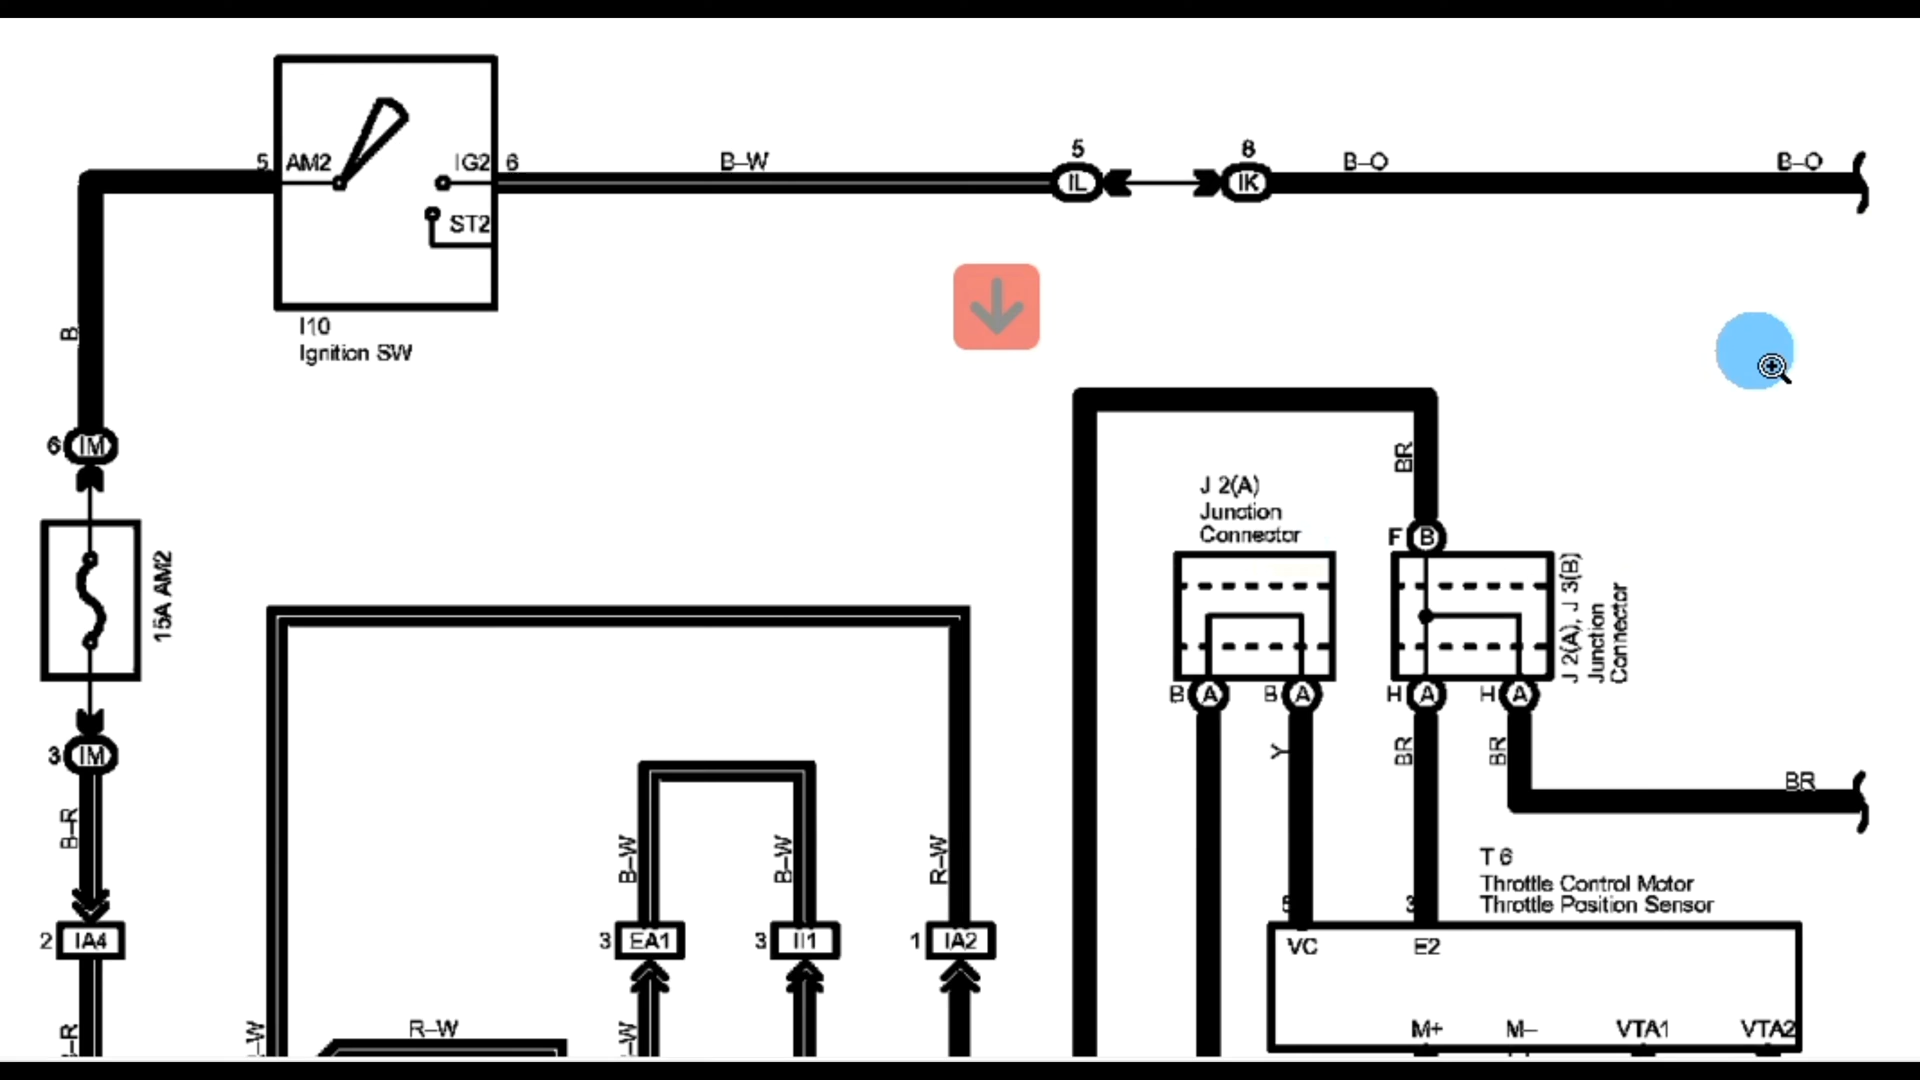 5 8
5 AM2 IG2 6 B–W IL IK B–O B–O
ST2
I10
Ignition SW
B
6 IM
15A AM2
3 IM
B–R
2 IA4
BR
J 2(A)
Junction
Connector
F B
J 2(A), J 3(B)
Junction
Connector
B A B A H A H A
Y BR BR BR
B–W B–W R–W
3 EA1 3 II1 1 IA2
T 6
Throttle Control Motor
Throttle Position Sensor
3
VC E2
R–W M+ M– VTA1 VTA2